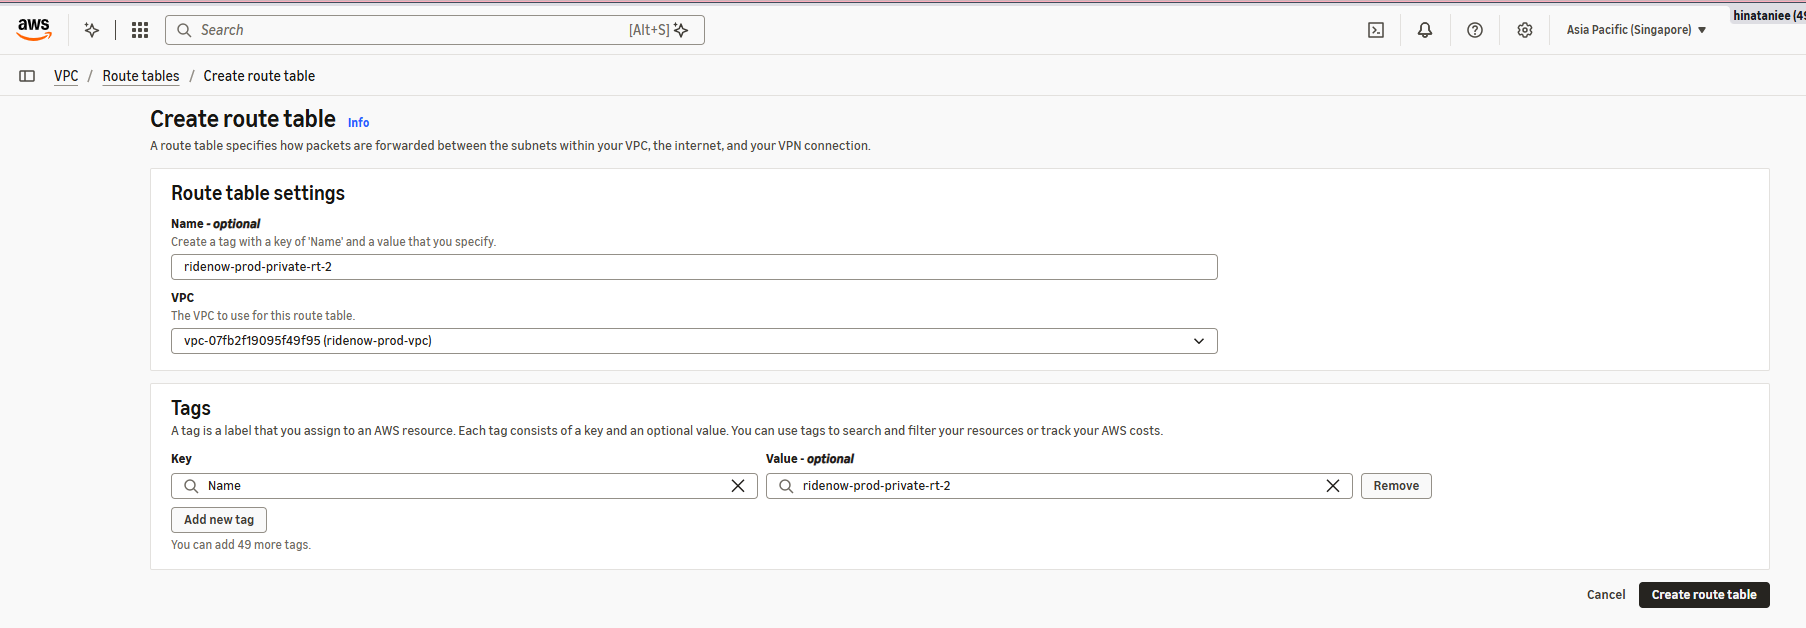 aws
Search [Alt+S]
Asia Pacific (Singapore)
hinataniee (49
VPC / Route tables / Create route table
Create route table Info
A route table specifies how packets are forwarded between the subnets within your VPC, the internet, and your VPN connection.
Route table settings
Name - optional
Create a tag with a key of 'Name' and a value that you specify.
ridenow-prod-private-rt-2
VPC
The VPC to use for this route table.
vpc-07fb2f19095f49f95 (ridenow-prod-vpc)
Tags
A tag is a label that you assign to an AWS resource. Each tag consists of a key and an optional value. You can use tags to search and filter your resources or track your AWS costs.
Key Value - optional
Name ridenow-prod-private-rt-2 Remove
Add new tag
You can add 49 more tags.
Cancel Create route table